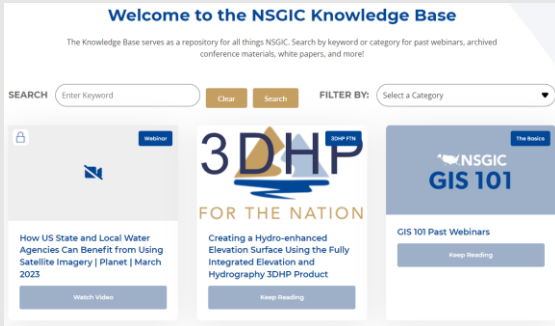 Welcome to the NSGIC Knowledge Base
The Knowledge Base serves as a repository for all things NSGIC. Search by keyword or category for past webinars, archived
conference materials, white papers, and more!
SEARCH
Enter Keyword
Clear
Search
FILTER BY:
Select a Category
Webinar
How US State and Local Water
Agencies Can Benefit from Using
Satellite Imagery | Planet | March
2023
Watch Video
3DHP FTN
3DHP
FOR THE NATION
Creating a Hydro-enhanced
Elevation Surface Using the Fully
Integrated Elevation and
Hydrography 3DHP Product
Keep Reading
The Basics
NSGIC
GIS 101
GIS 101 Past Webinars
Keep Reading